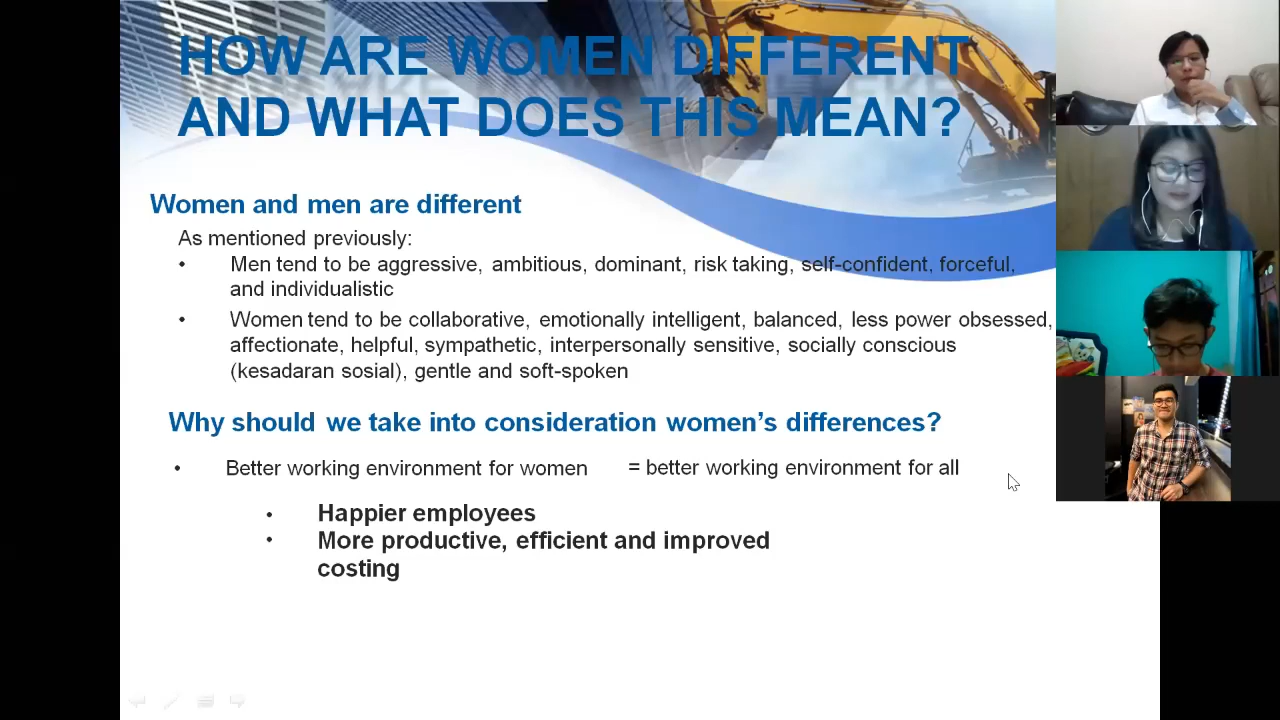 HOW ARE WOMEN DIFFERENT
AND WHAT DOES THIS MEAN?
Women and men are different
As mentioned previously:
• Men tend to be aggressive, ambitious, dominant, risk taking, self-confident, forceful,
and individualistic
• Women tend to be collaborative, emotionally intelligent, balanced, less power obsessed,
affectionate, helpful, sympathetic, interpersonally sensitive, socially conscious
(kesadaran sosial), gentle and soft-spoken
Why should we take into consideration women's differences?
• Better working environment for women = better working environment for all
• Happier employees
• More productive, efficient and improved
costing